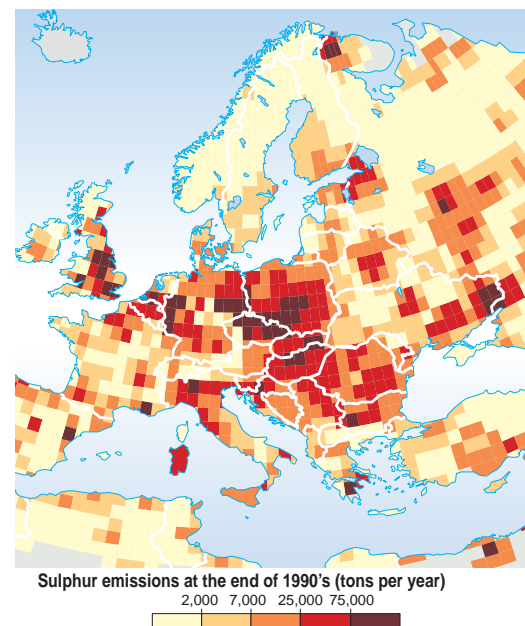 Sulphur emissions at the end of 1990's (tons per year)
2,000 7,000 25,000 75,000